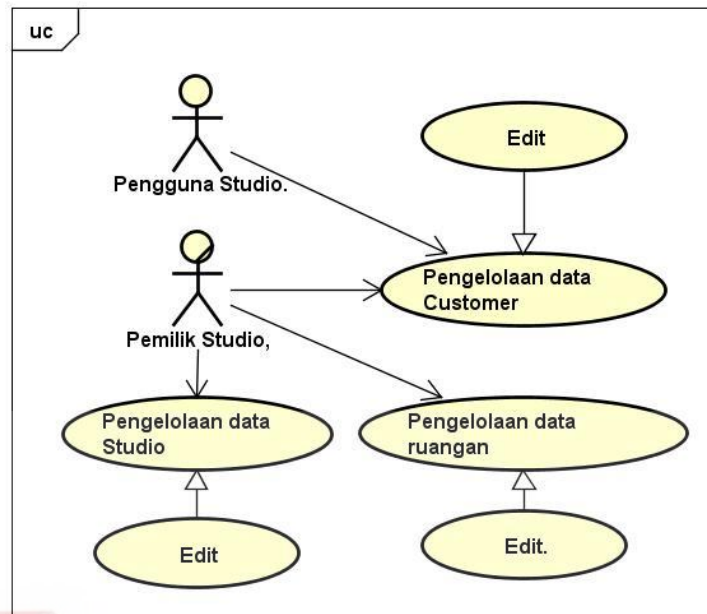 uc
Edit
Pengguna Studio.
Pengelolaan data
Customer
Pemilik Studio,
Pengelolaan data
Studio
Pengelolaan data
ruangan
Edit
Edit.